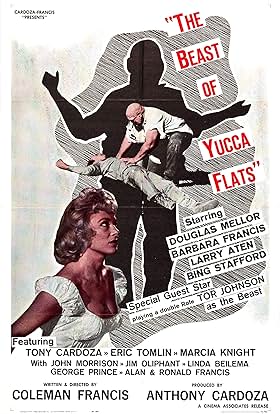 CARDOZA-FRANCIS
"PRESENTS"
"THE
BEAST
OF
YUCCA
FLATS"
Starring
DOUGLAS MELLOR
BARBARA FRANCIS
LARRY ATEN
BING STAFFORD
Special Guest Star
playing a double Role TOR JOHNSON
as the Beast
Featuring
TONY CARDOZA » ERIC TOMLIN » MARCIA KNIGHT
With JOHN MORRISON » JIM OLIPHANT » LINDA BEILEMA
GEORGE PRINCE » ALAN & RONALD FRANCIS
WRITTEN & DIRECTED BY
COLEMAN FRANCIS
PRODUCED BY
ANTHONY CARDOZA
A CINEMA ASSOCIATES RELEASE